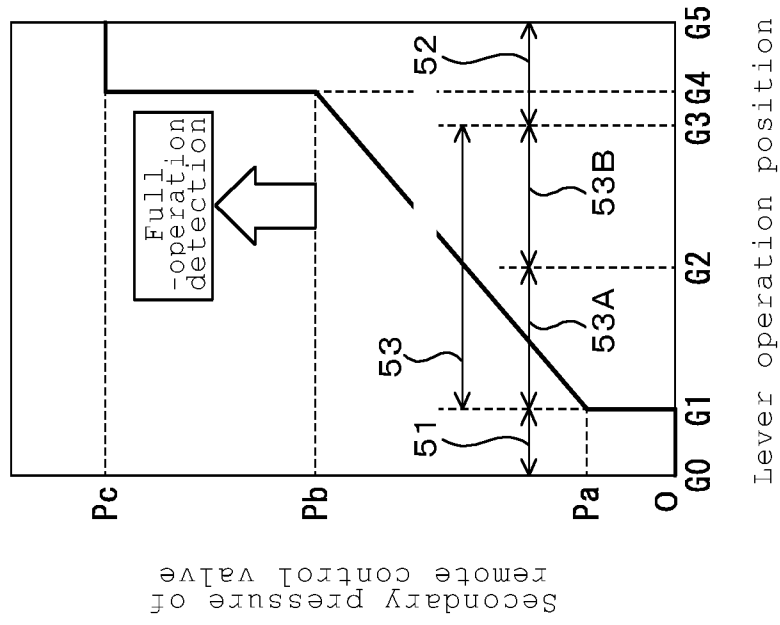 Secondary pressure of
remote control valve
Pc
Pb
Pa
0
Full
-operation
detection
51
53
52
53A
53B
G0
G1
G2
G3
G4
G5
Lever operation position